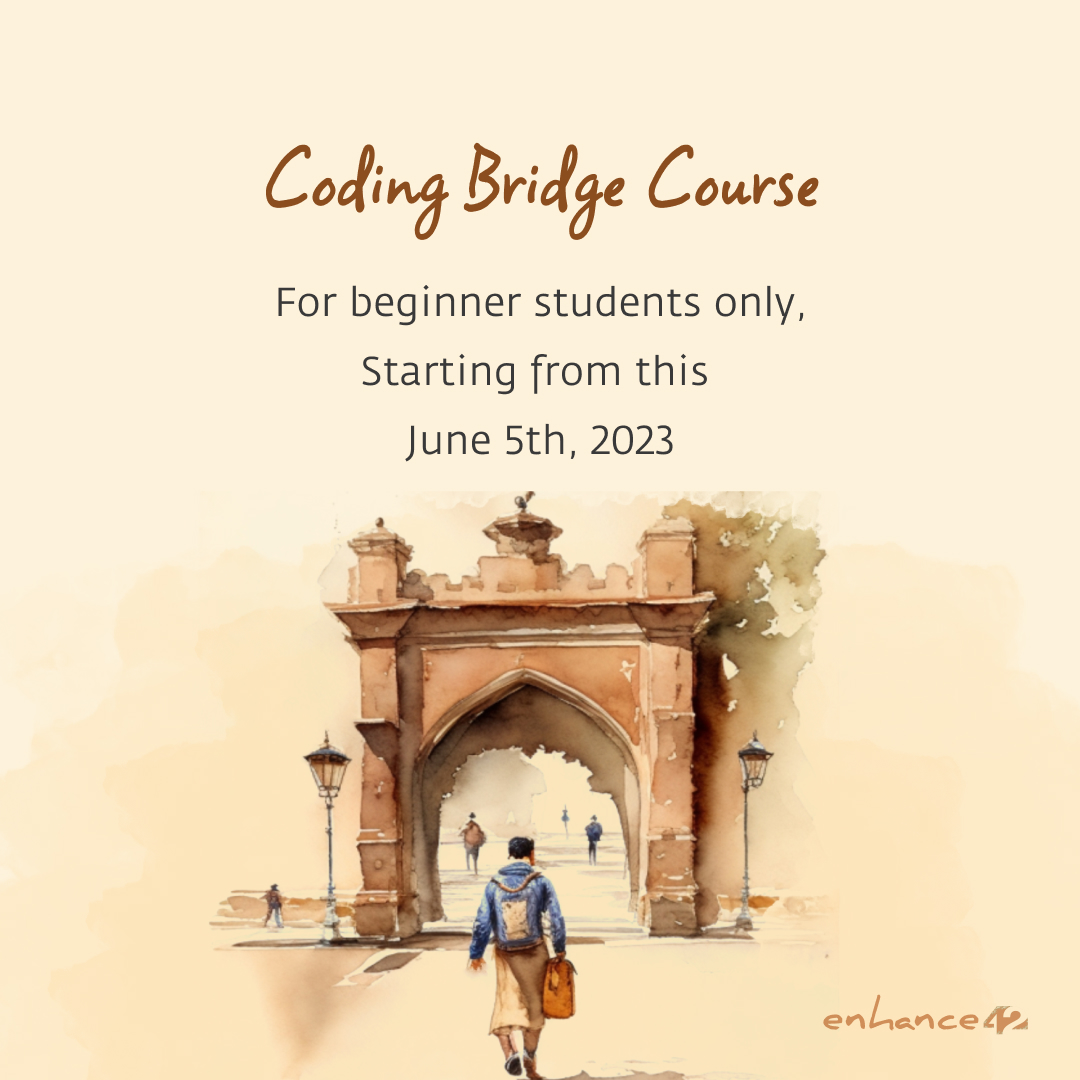 Coding Bridge Course
For beginner students only,
Starting from this
June 5th, 2023
enhance42